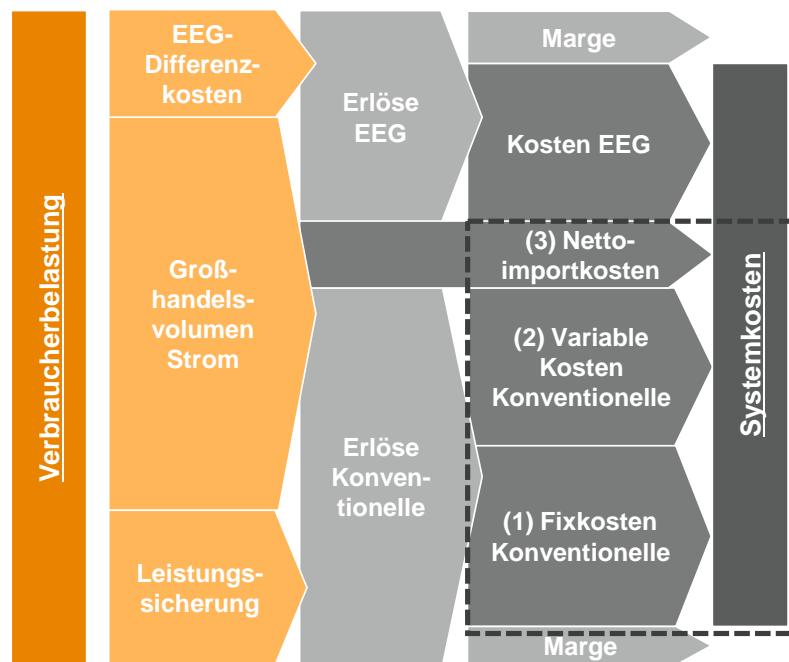 Verbraucherbelastung
EEG-
Differenz-
kosten
Groß-
handels-
volumen
Strom
Leistungs-
sicherung
Erlöse
EEG
Erlöse
Konven-
tionelle
Marge
Kosten EEG
(3) Netto-
importkosten
(2) Variable
Kosten
Konventionelle
(1) Fixkosten
Konventionelle
Marge
Systemkosten